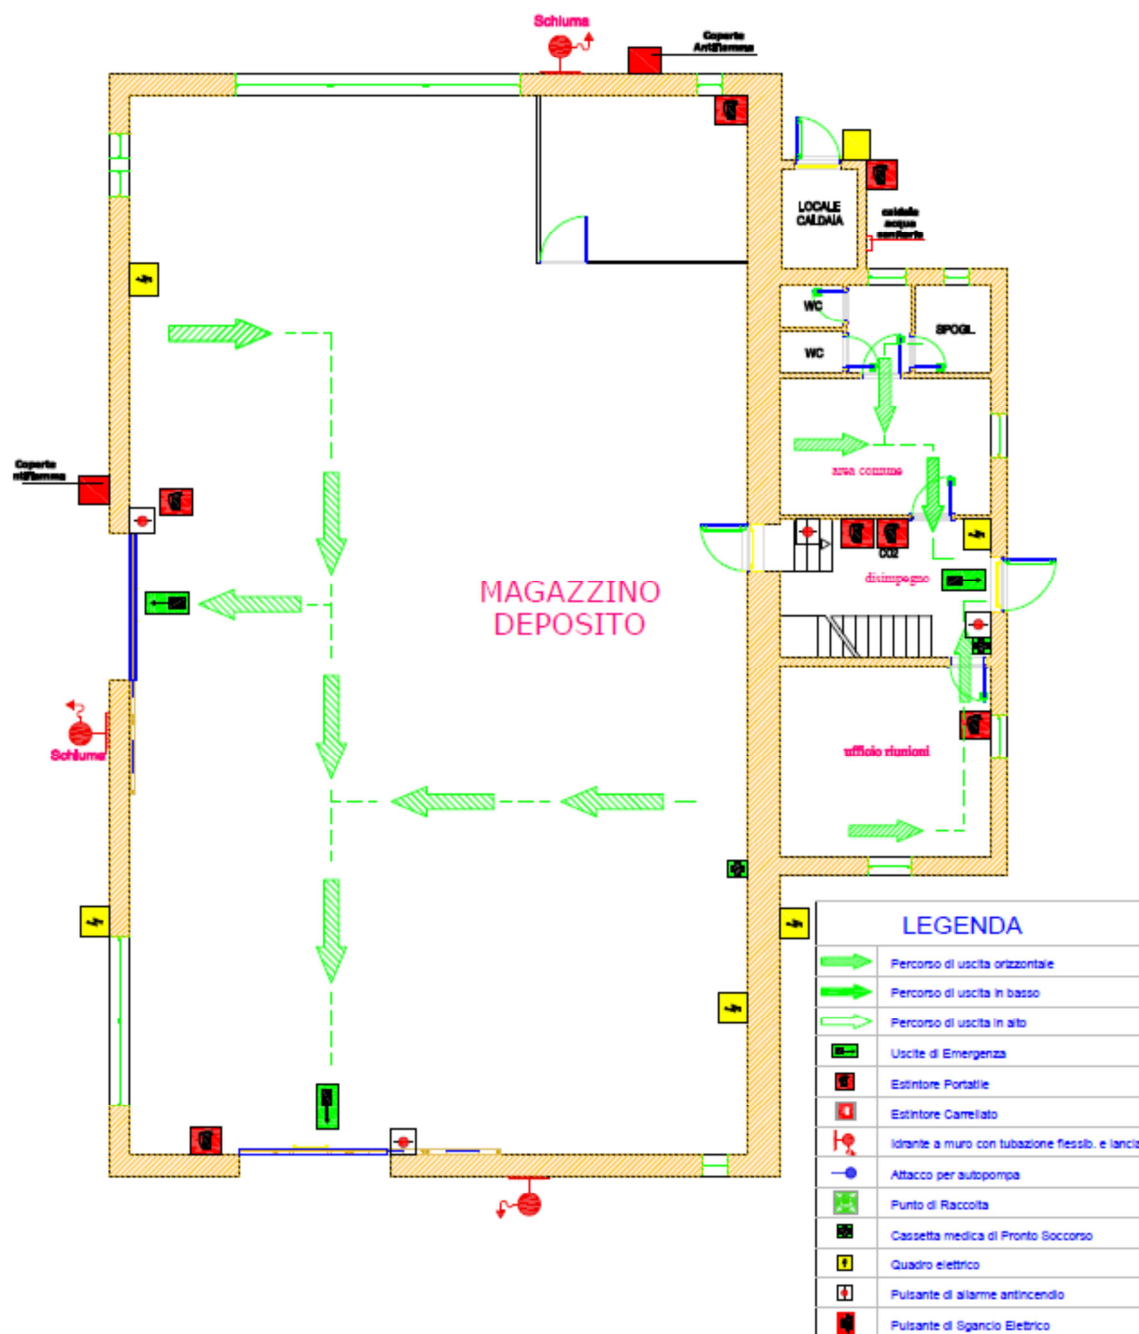 Schiuma
Coperte
Antifiamma
LOCALE
CALDAIA
caldaia
acqua
sanitaria
WC
SPOGL.
WC
area comune
Coperte
ntifiamma
CO2
disimpegno
MAGAZZINO
DEPOSITO
Schiuma
ufficio riunioni
LEGENDA
Percorso di uscita orizzontale
Percorso di uscita in basso
Percorso di uscita in alto
Uscite di Emergenza
Estintore Portatile
Estintore Carrellato
Idrante a muro con tubazione flessib. e lancia
Attacco per autopompa
Punto di Raccolta
Cassetta medica di Pronto Soccorso
Quadro elettrico
Pulsante di allarme antincendio
Pulsante di Sgancio Elettrico